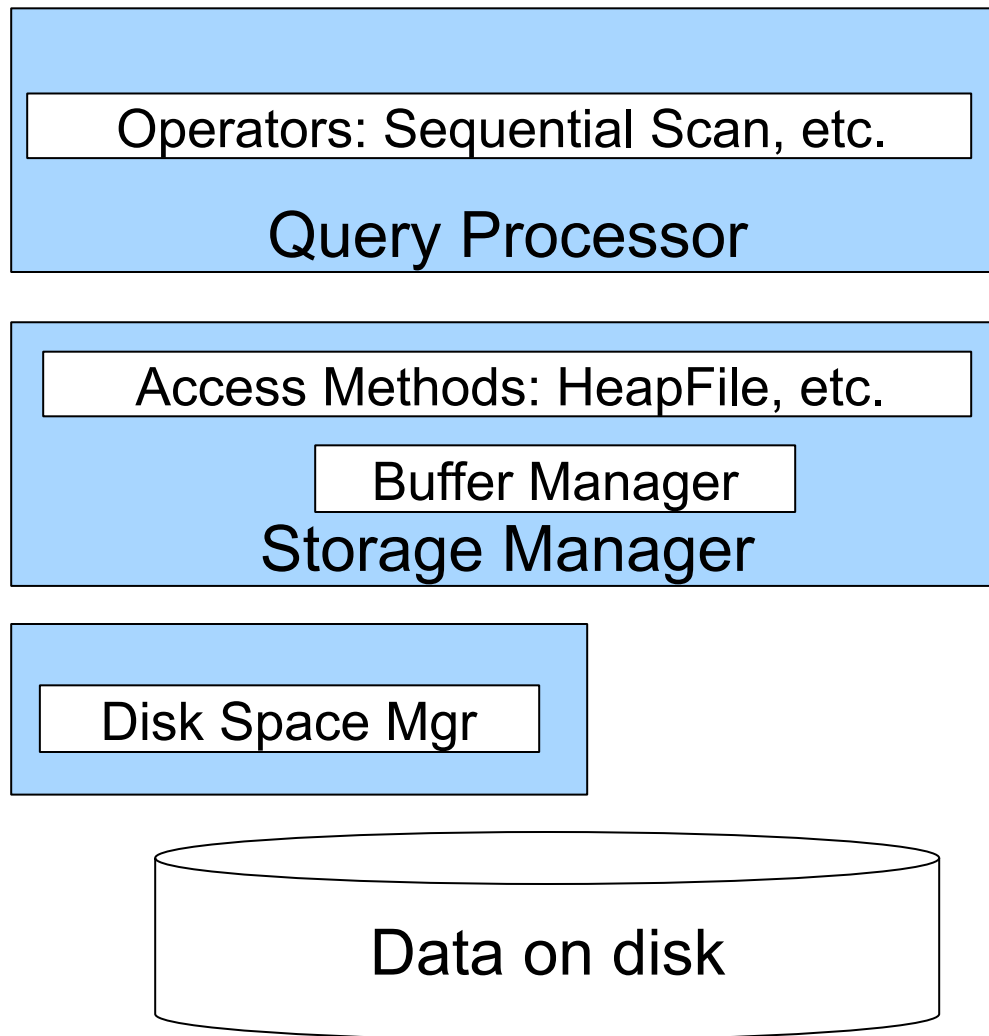 Operators: Sequential Scan, etc.
Query Processor
Access Methods: HeapFile, etc.
Buffer Manager
Storage Manager
Disk Space Mgr
Data on disk